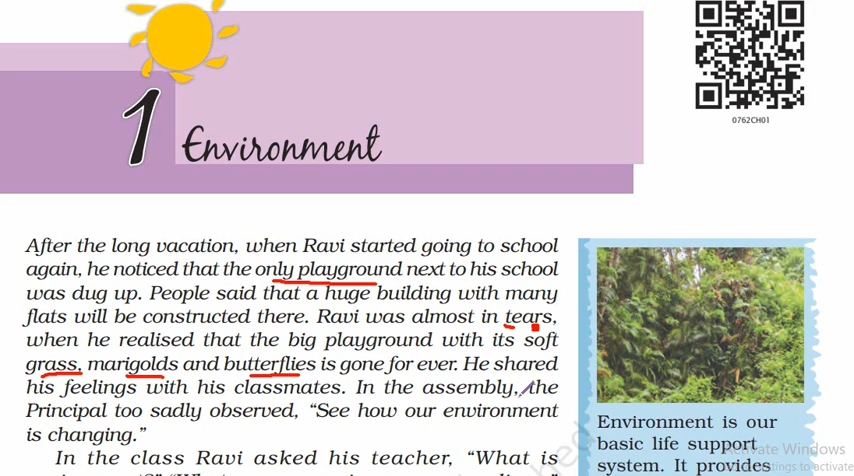 0762CH01
1 Environment
After the long vacation, when Ravi started going to school
again, he noticed that the only playground next to his school
was dug up. People said that a huge building with many
flats will be constructed there. Ravi was almost in tears,
when he realised that the big playground with its soft
grass, marigolds and butterflies is gone for ever. He shared
his feelings with his classmates. In the assembly, the
Principal too sadly observed, “See how our environment
is changing.”
In the class Ravi asked his teacher, “What is
Environment is our
basic life support
system. It provides
Activate Windows